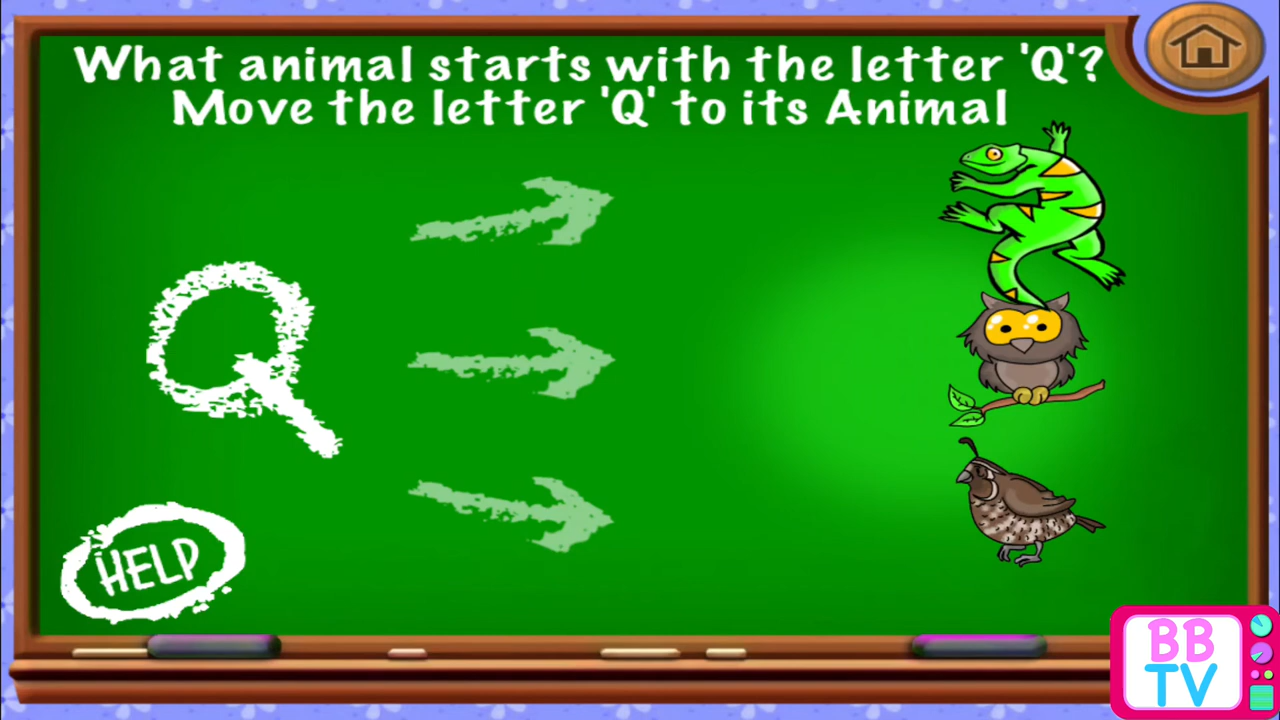 What animal starts with the letter 'Q'?
Move the letter 'Q' to its Animal
Q
HELP
BB
TV